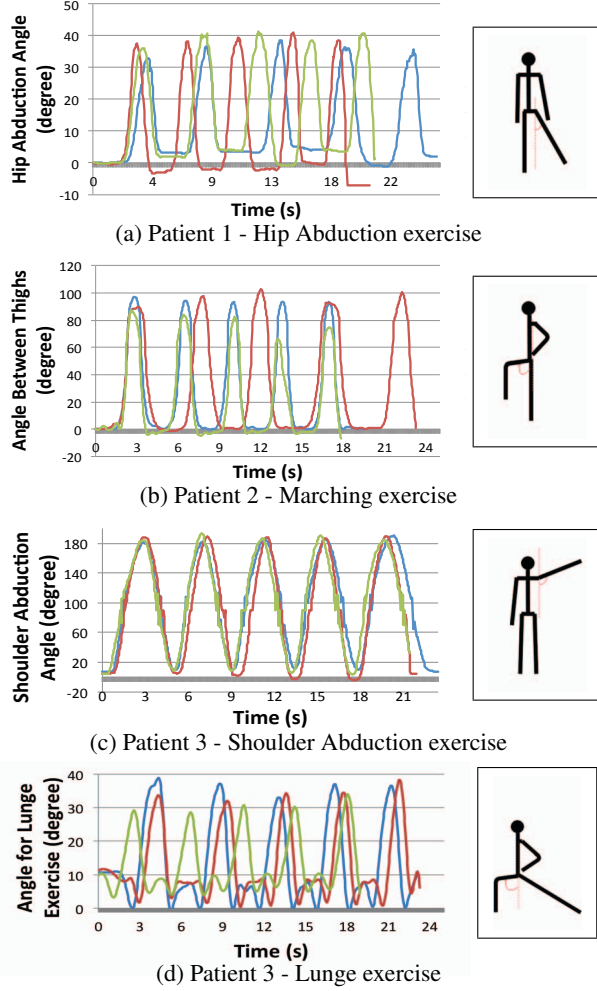 Hip Abduction Angle
(degree)
50
40
30
20
10
0
-10
0 4 9 13 18 22
Time (s)
(a) Patient 1 - Hip Abduction exercise
Angle Between Thighs
(degree)
120
100
80
60
40
20
0
-20
0 3 6 9 12 15 18 21 24
Time (s)
(b) Patient 2 - Marching exercise
Shoulder Abduction
Angle (degree)
180
140
100
60
20
-20
0 3 6 9 12 15 18 21
Time (s)
(c) Patient 3 - Shoulder Abduction exercise
Angle for Lunge
Exercise (degree)
40
30
20
10
0
0 3 6 9 12 15 18 21 24
Time (s)
(d) Patient 3 - Lunge exercise